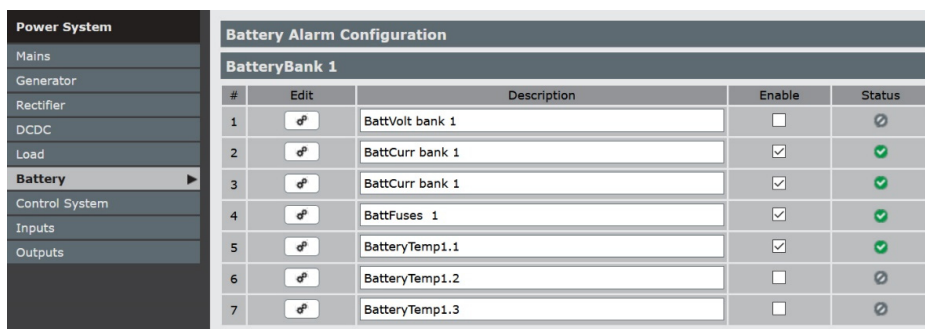 Power System
Mains
Generator
Rectifier
DCDC
Load
Battery
Control System
Inputs
Outputs
Battery Alarm Configuration
BatteryBank 1
# Edit Description Enable Status
1 BattVolt bank 1
2 BattCurr bank 1
3 BattCurr bank 1
4 BattFuses 1
5 BatteryTemp1.1
6 BatteryTemp1.2
7 BatteryTemp1.3